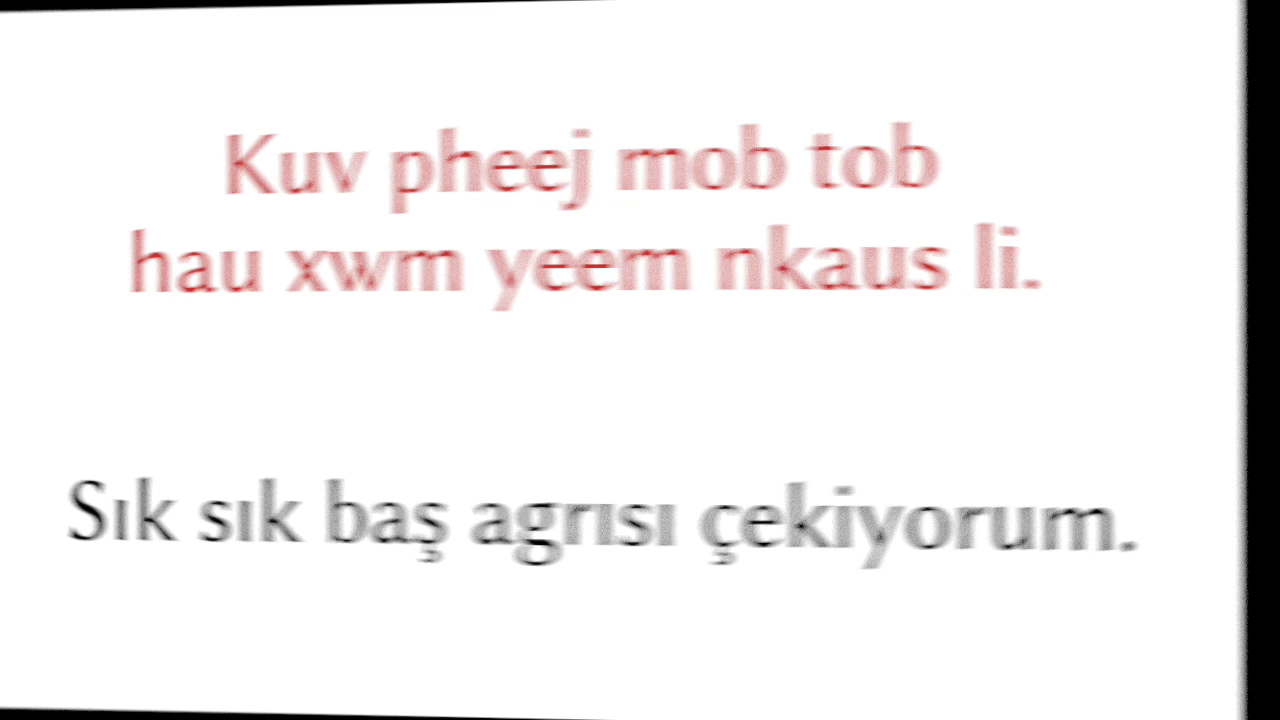 Kuv pheej mob tob
hau xwm yeem nkaus li.
Sık sık baş agrısı çekiyorum.